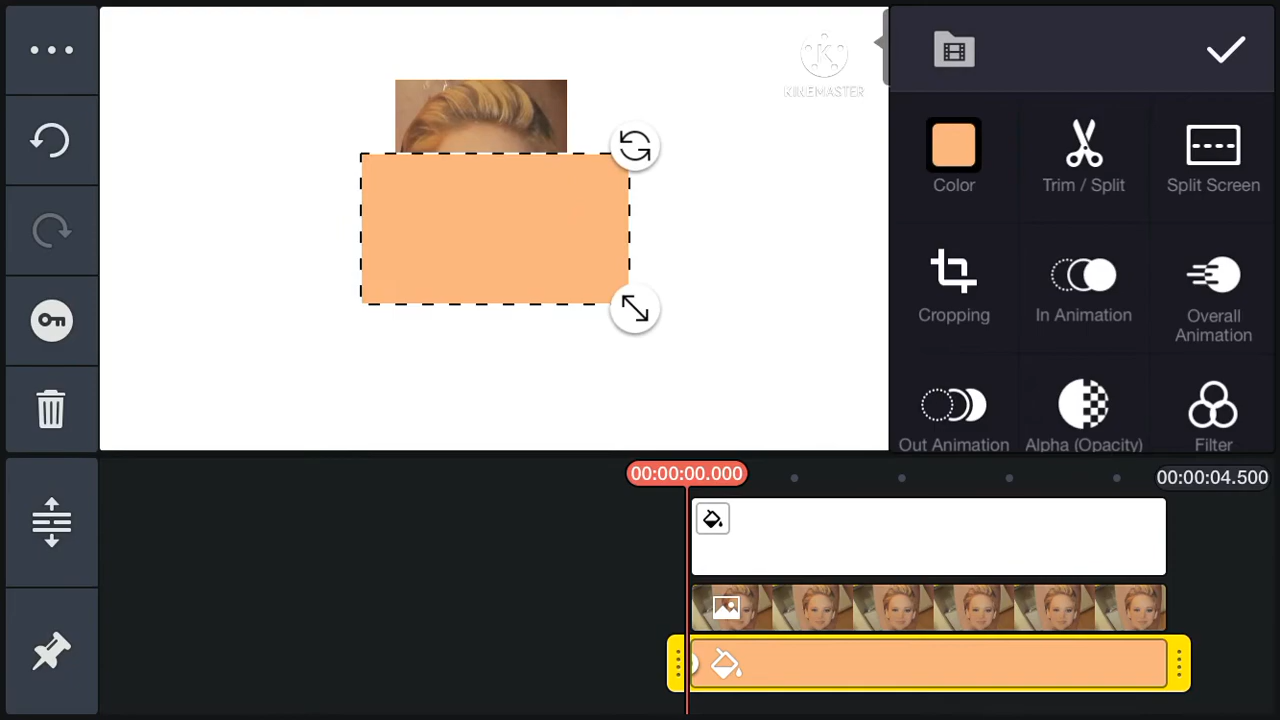 KINEMASTER
Color
Trim / Split
Split Screen
Cropping
In Animation
Overall
Animation
Out Animation
Alpha (Opacity)
Filter
00:00:00.000
00:00:04.500